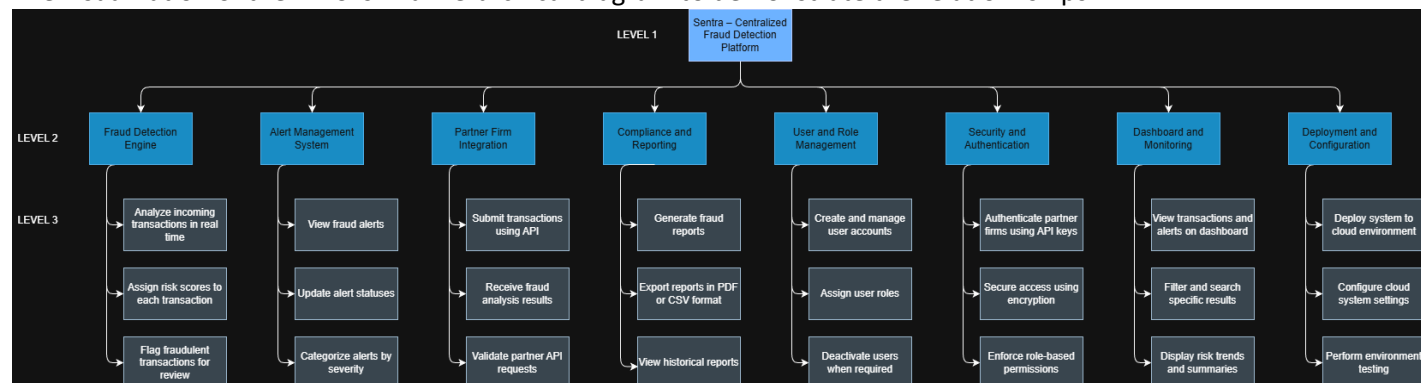 Sentra – Centralized
Fraud Detection
Platform
LEVEL 1
LEVEL 2
Fraud Detection
Engine
Alert Management
System
Partner Firm
Integration
Compliance and
Reporting
User and Role
Management
Security and
Authentication
Dashboard and
Monitoring
Deployment and
Configuration
LEVEL 3
Analyze incoming
transactions in real
time
View fraud alerts
Submit transactions
using API
Generate fraud
reports
Create and manage
user accounts
Authenticate partner
firms using API keys
View transactions and
alerts on dashboard
Deploy system to
cloud environment
Assign risk scores to
each transaction
Update alert statuses
Receive fraud
analysis results
Export reports in PDF
or CSV format
Assign user roles
Secure access using
encryption
Filter and search
specific results
Configure cloud
system settings
Flag fraudulent
transactions for
review
Categorize alerts by
severity
Validate partner API
requests
View historical reports
Deactivate users
when required
Enforce role-based
permissions
Display risk trends
and summaries
Perform environment
testing